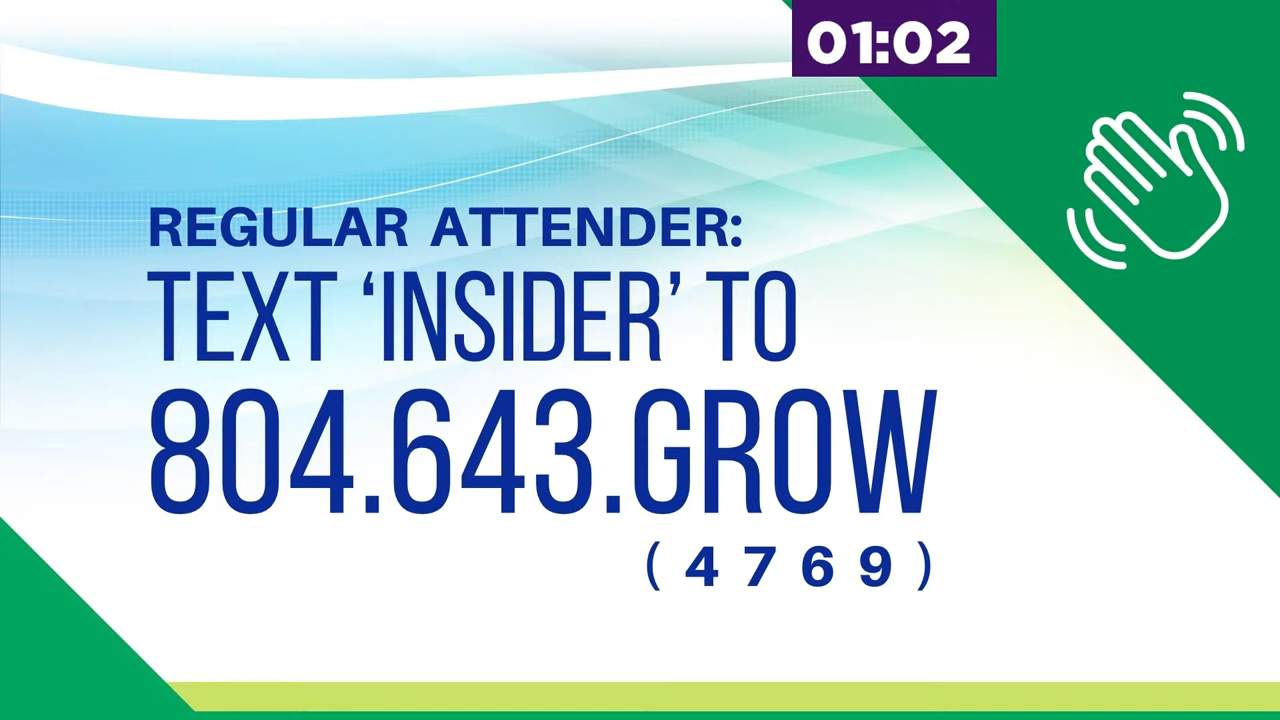 01:02
REGULAR ATTENDER:
TEXT ‘INSIDER’ TO
804.643.GROW
(4769)